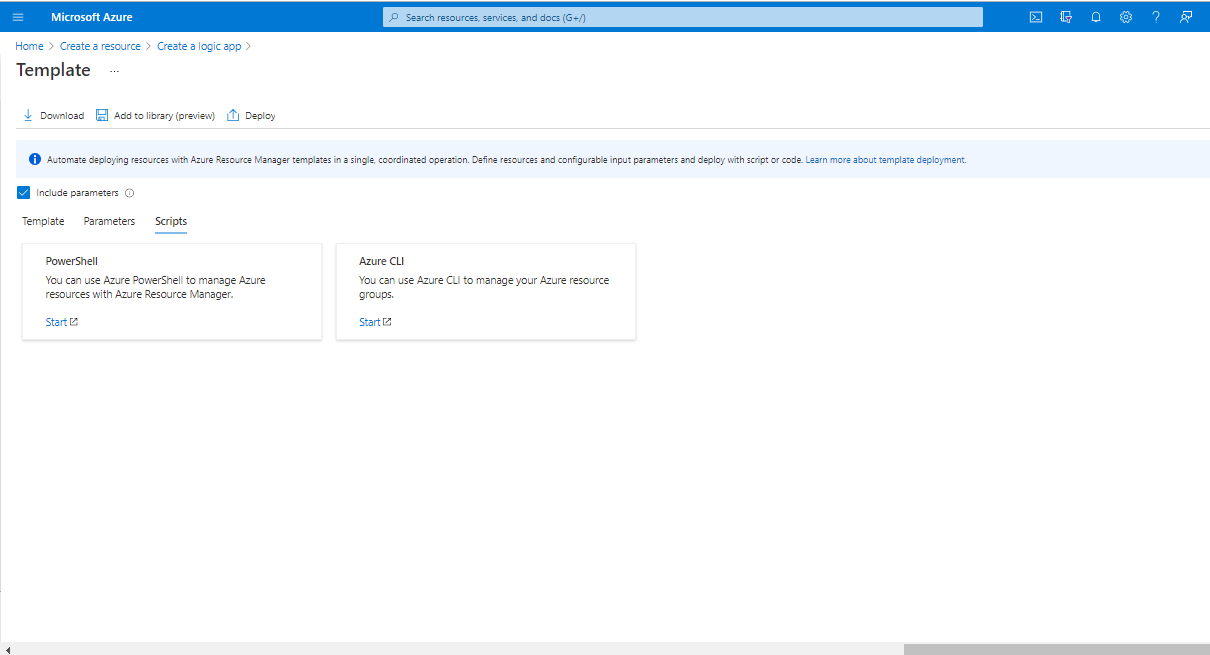 Microsoft Azure
Search resources, services, and docs (G+/)
Home > Create a resource > Create a logic app >
Template ...
Download Add to library (preview) Deploy
Automate deploying resources with Azure Resource Manager templates in a single, coordinated operation. Define resources and configurable input parameters and deploy with script or code. Learn more about template deployment.
Include parameters
Template Parameters Scripts
PowerShell
You can use Azure PowerShell to manage Azure
resources with Azure Resource Manager.
Start
Azure CLI
You can use Azure CLI to manage your Azure resource
groups.
Start